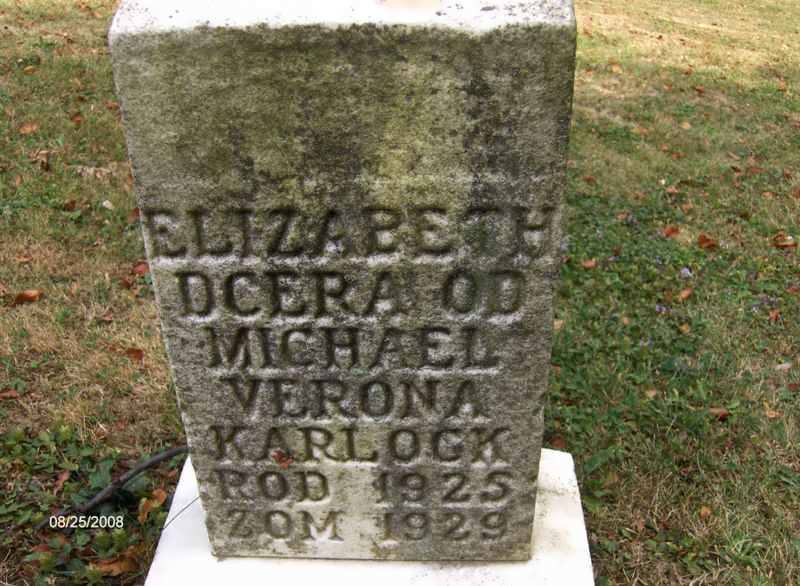 ELIZABETH
DCERA OD
MICHAEL
VERONA
KARLOCK
ROD 1925
ZOM 1929
08/25/2008